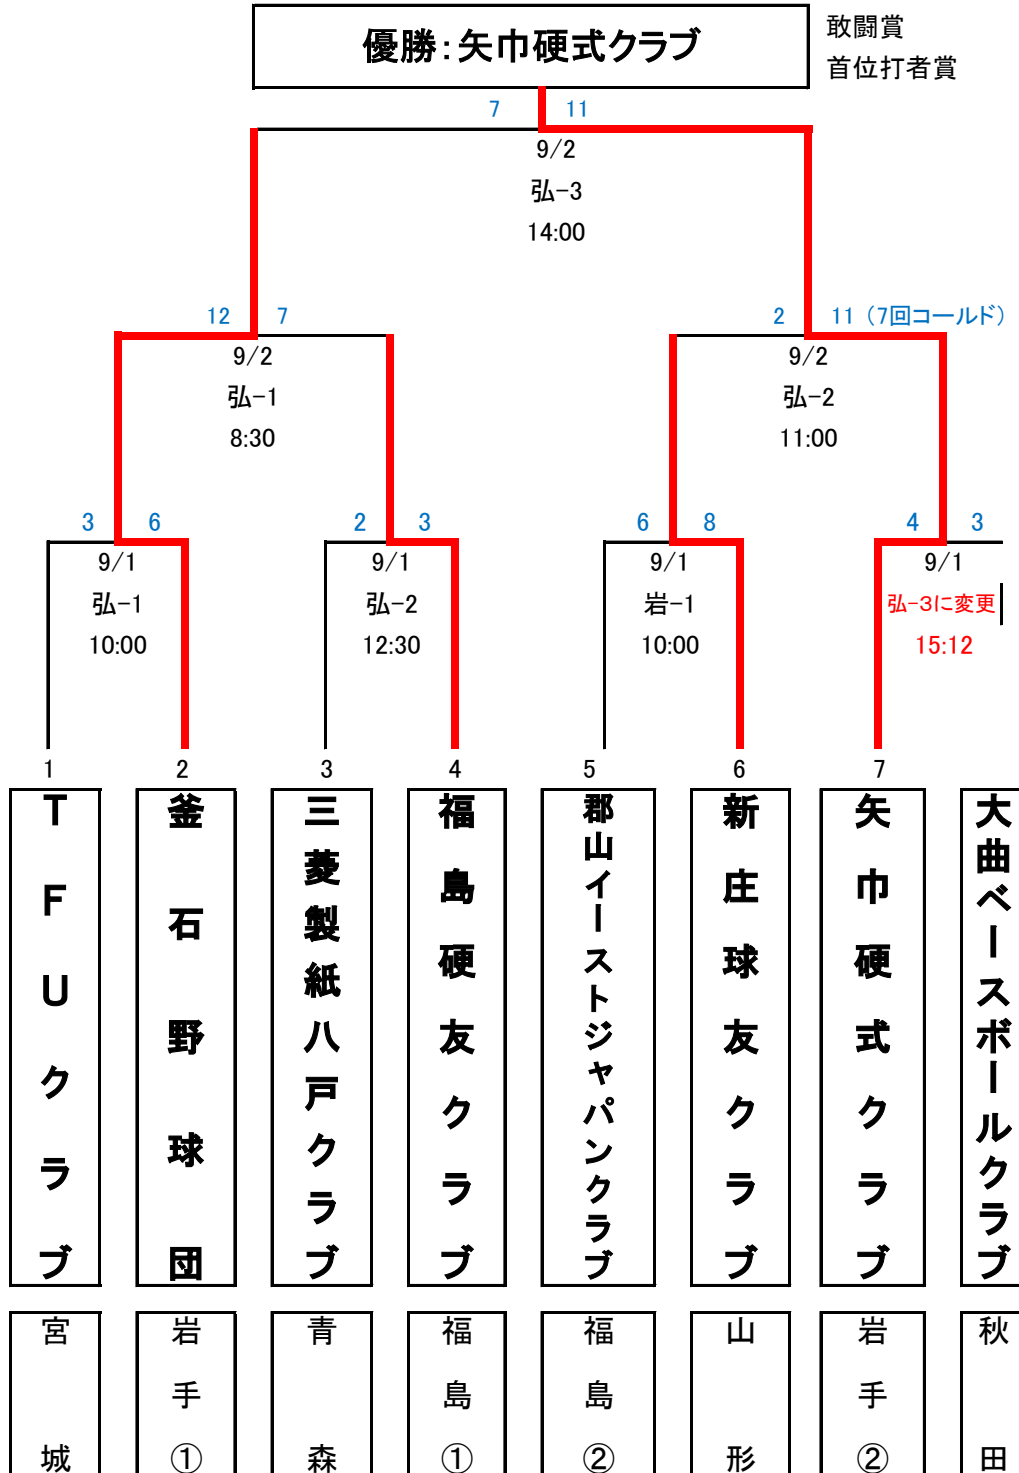 優勝：矢巾硬式クラブ
敢闘賞
首位打者賞
7 11
9/2
弘-3
14:00
12 7
9/2
弘-1
8:30
2 11（7回コールド）
9/2
弘-2
11:00
3 6
9/1
弘-1
10:00
2 3
9/1
弘-2
12:30
6 8
9/1
岩-1
10:00
4 3
9/1
弘-3に変更
15:12
1 2 3 4 5 6 7
TFUクラブ
釜石野球団
三菱製紙八戸クラブ
福島硬友クラブ
郡山イーストジャパンクラブ
新庄球友クラブ
矢巾硬式クラブ
大曲ベースボールクラブ
宮城
岩手①
青森
福島①
福島②
山形
岩手②
秋田